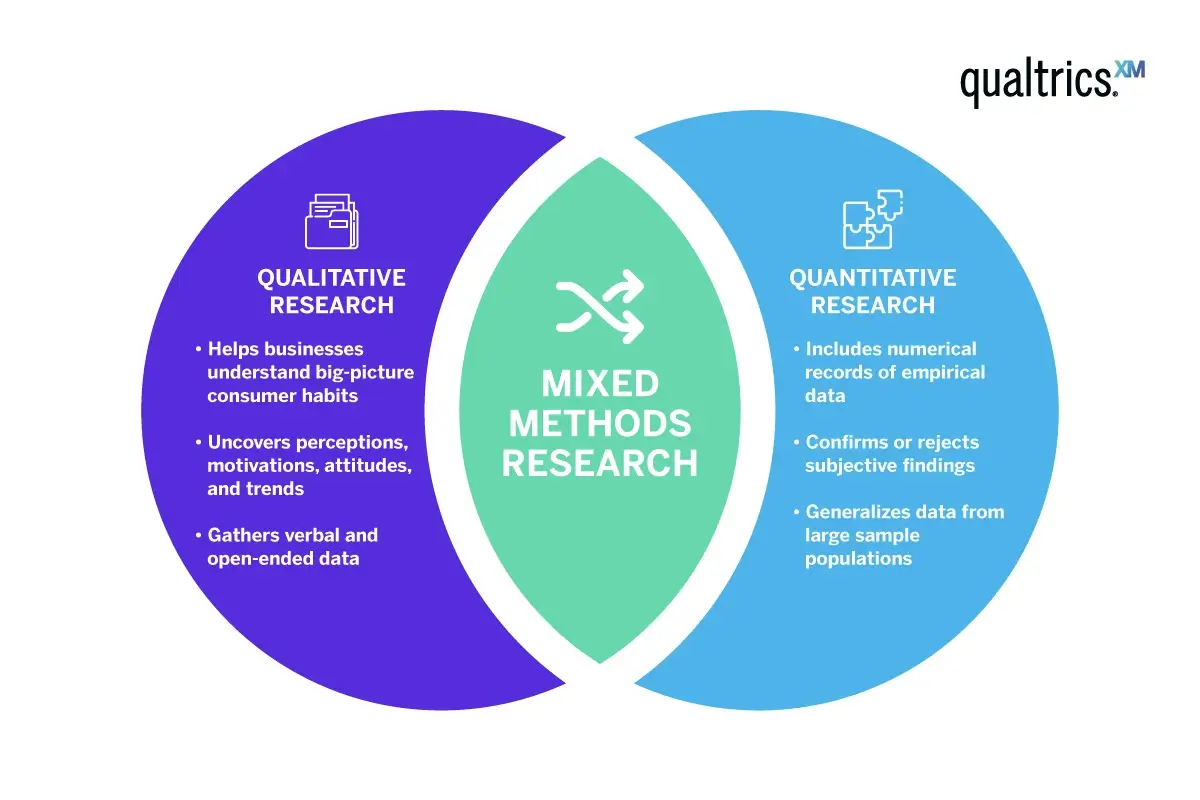 qualtrics.XM
QUALITATIVE
RESEARCH
• Helps businesses
understand big-picture
consumer habits
• Uncovers perceptions,
motivations, attitudes,
and trends
• Gathers verbal and
open-ended data
MIXED
METHODS
RESEARCH
QUANTITATIVE
RESEARCH
• Includes numerical
records of empirical
data
• Confirms or rejects
subjective findings
• Generalizes data from
large sample
populations